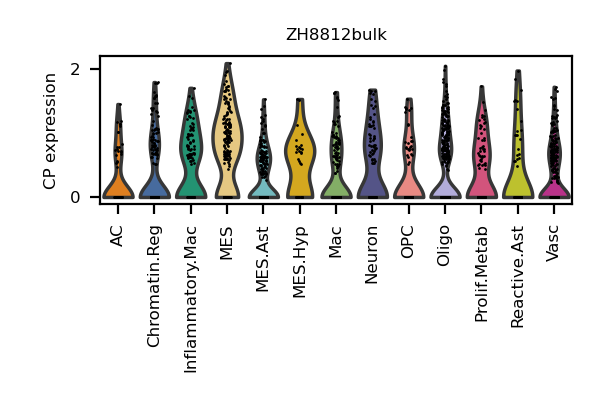 ZH8812bulk
CP expression
2
0
AC
Chromatin.Reg
Inflammatory.Mac
MES
MES.Ast
MES.Hyp
Mac
Neuron
OPC
Oligo
Prolif.Metab
Reactive.Ast
Vasc